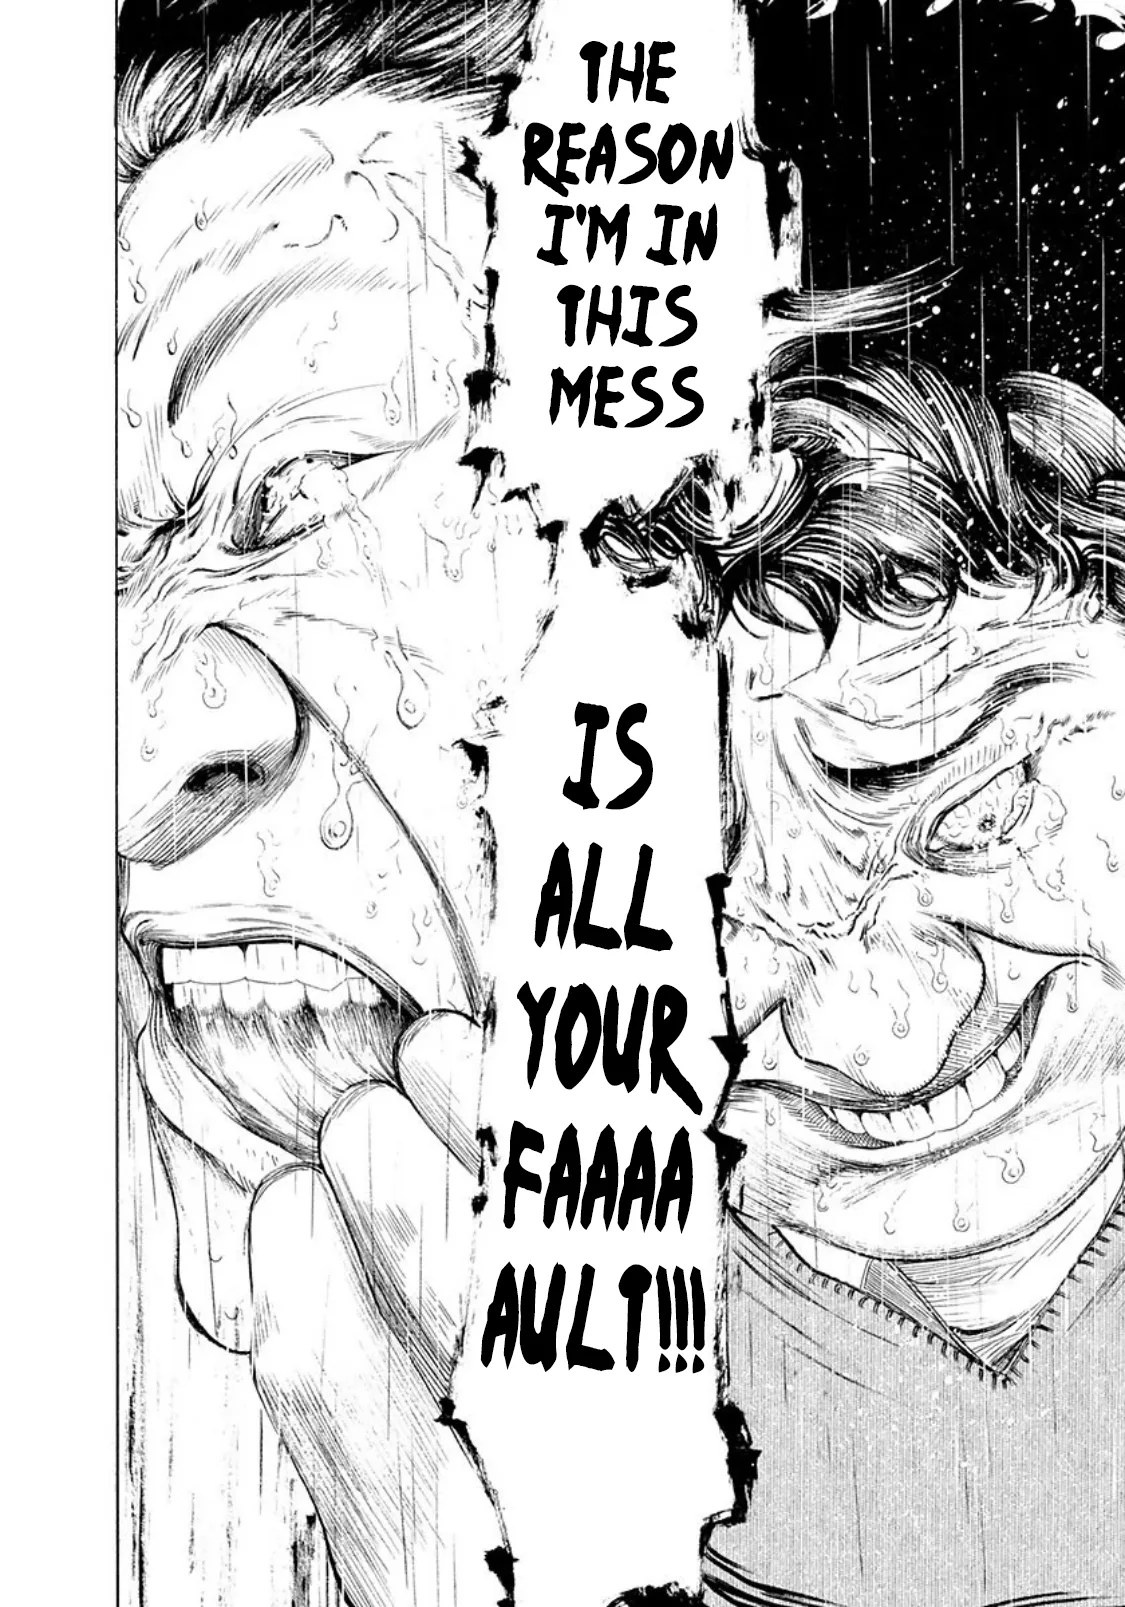 THE
REASON
I'M IN
THIS
MESS
IS
ALL
YOUR
FAAAA
AULT!!!